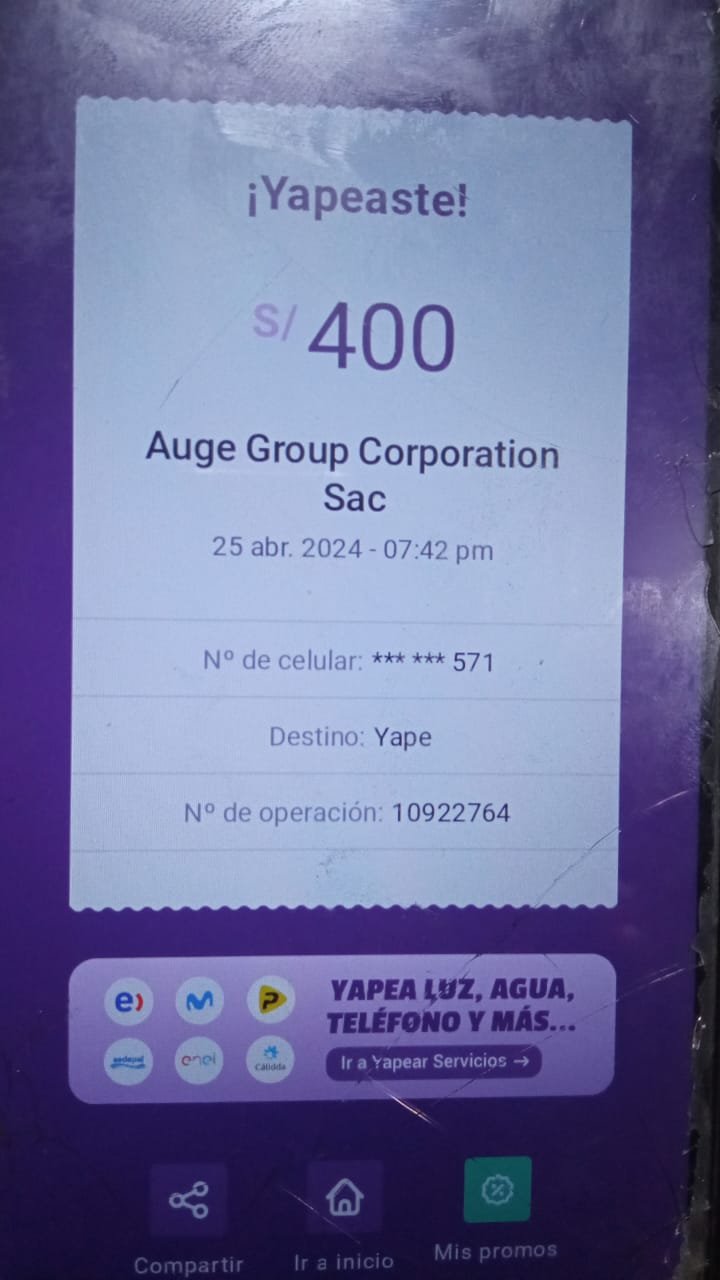 ¡Yapeaste!
S/ 400
Auge Group Corporation
Sac
25 abr. 2024 - 07:42 pm
Nº de celular: *** *** 571
Destino: Yape
Nº de operación: 10922764
e)
P
YAPEA LUZ, AGUA,
TELÉFONO Y MÁS...
sedapal
enel
Cálidda
Ir a Yapear Servicios →
Compartir
Ir a inicio
Mis promos